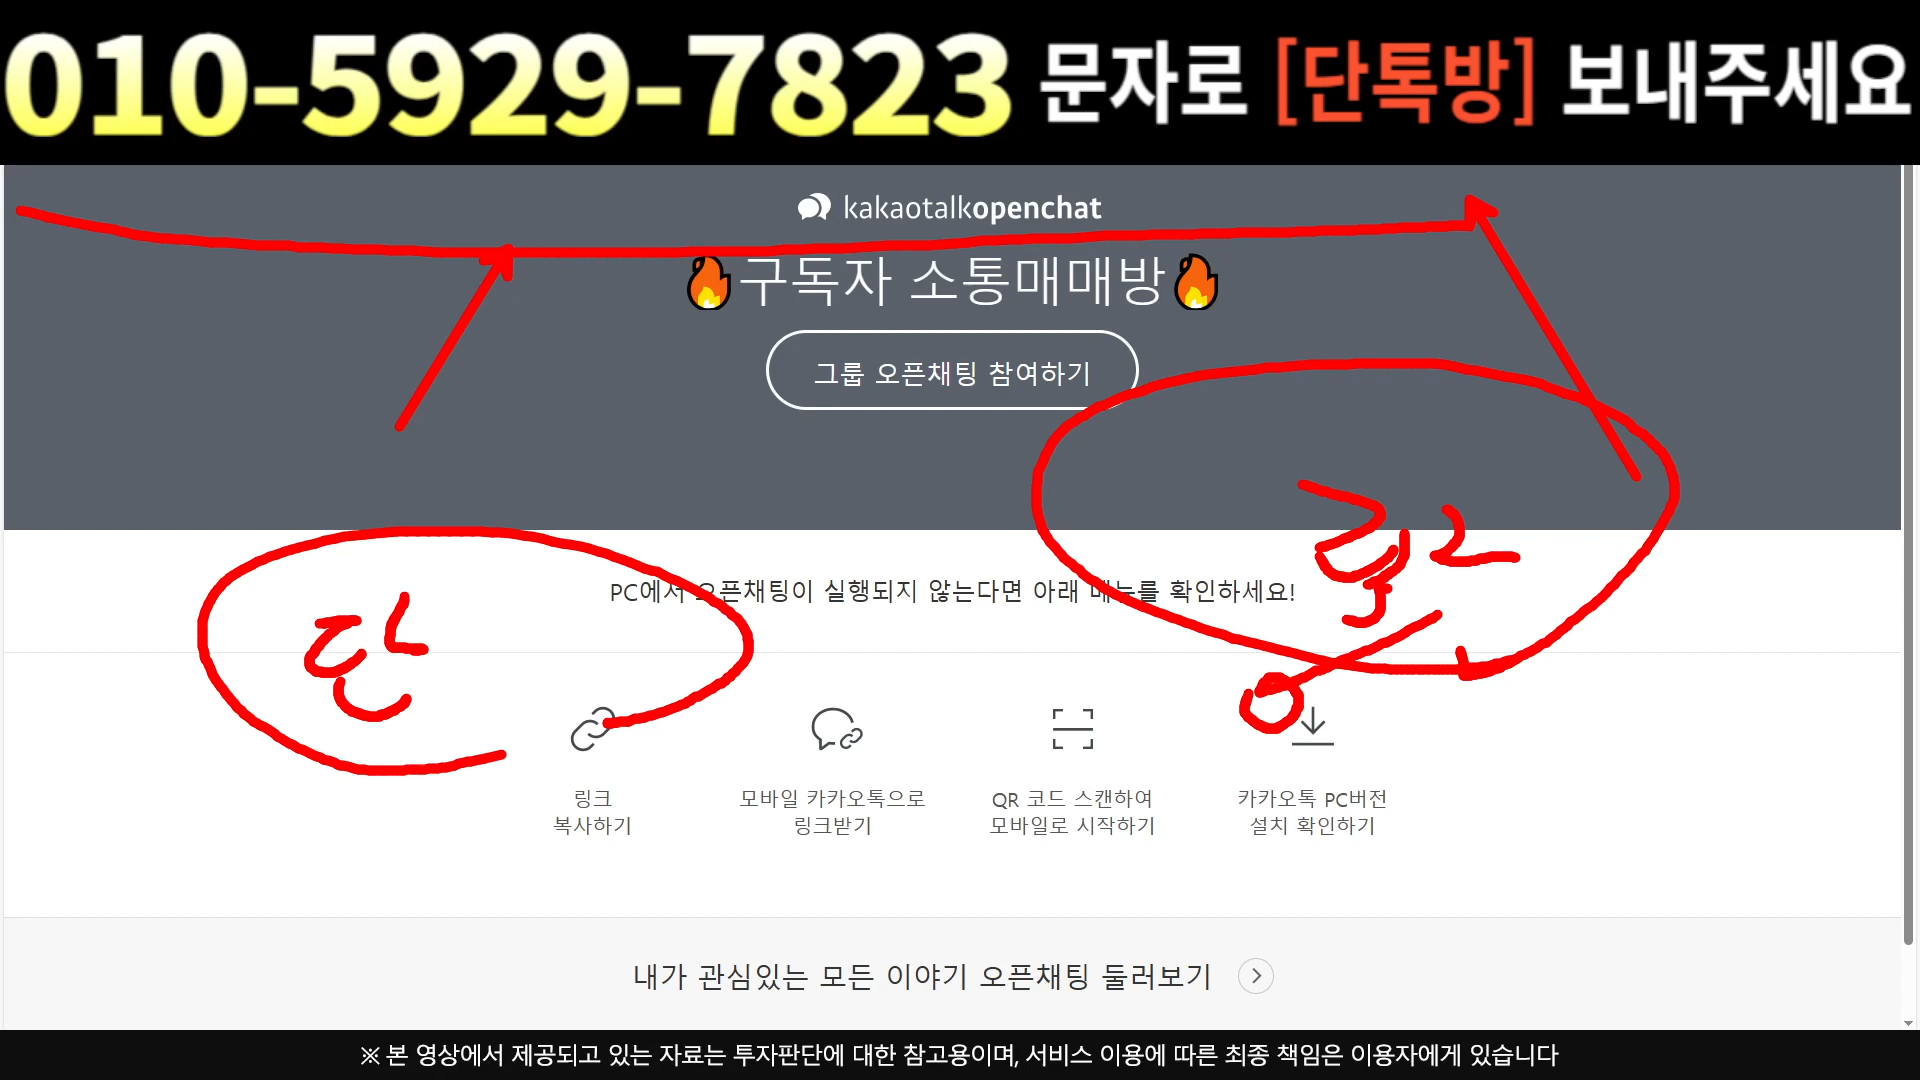 010-5929-7823 문자로 [단톡방] 보내주세요
kakaotalkopenchat
구독자 소통매매방
그룹 오픈채팅 참여하기
PC에서 오픈채팅이 실행되지 않는다면 아래 메뉴를 확인하세요!
단
링크
복사하기
모바일 카카오톡으로
링크받기
QR 코드 스캔하여
모바일로 시작하기
카카오톡 PC버전
설치 확인하기
내가 관심있는 모든 이야기 오픈채팅 둘러보기
※ 본 영상에서 제공되고 있는 자료는 투자판단에 대한 참고용이며, 서비스 이용에 따른 최종 책임은 이용자에게 있습니다